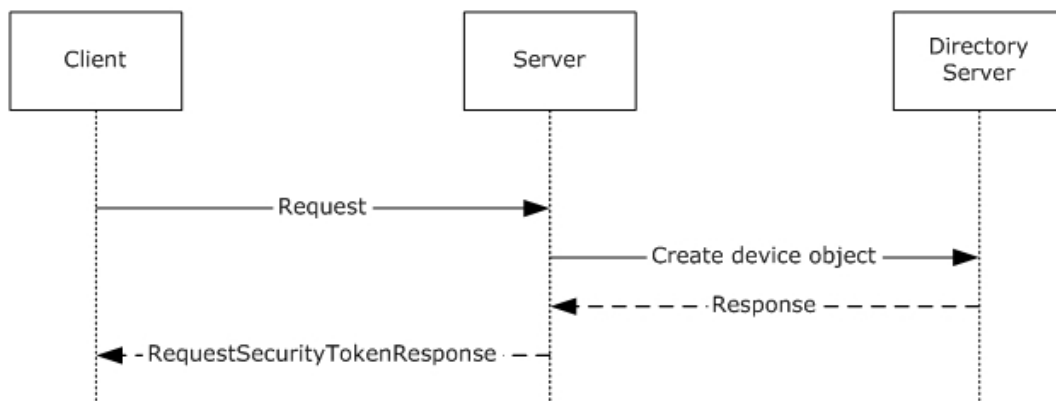 Client
Server
Directory
Server
Request
Create device object
Response
RequestSecurityTokenResponse